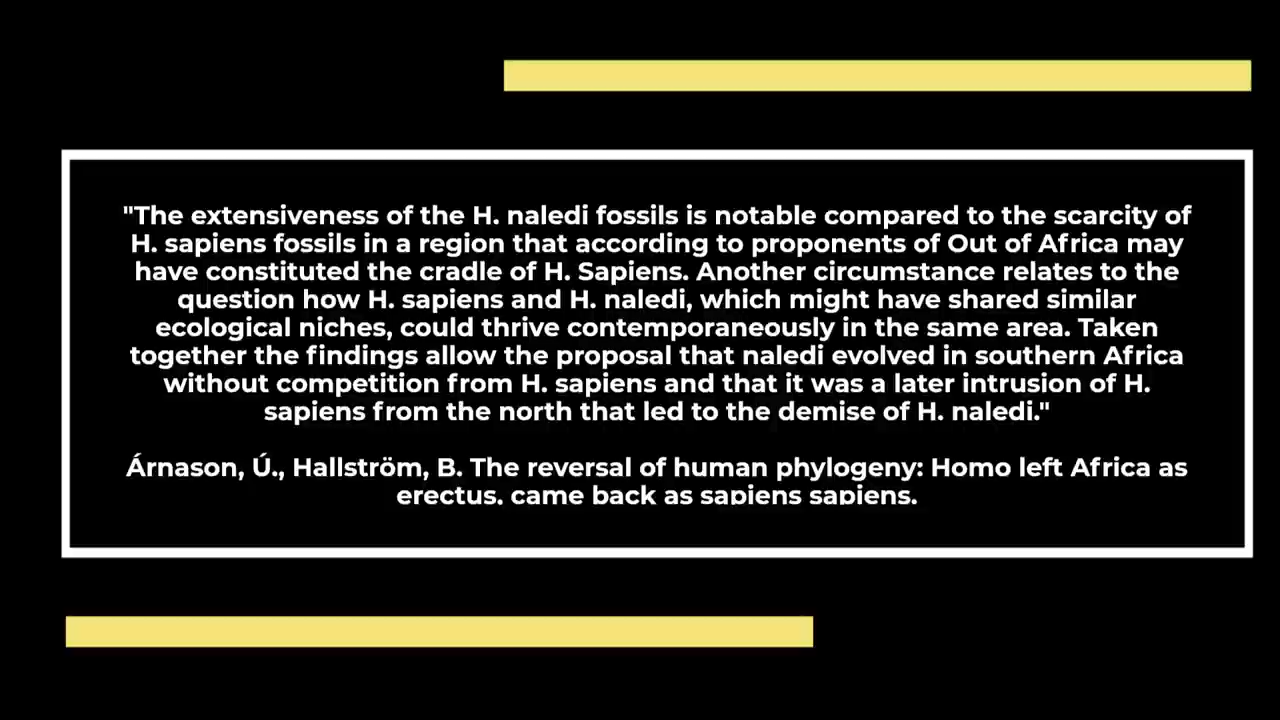 "The extensiveness of the H. naledi fossils is notable compared to the scarcity of
H. sapiens fossils in a region that according to proponents of Out of Africa may
have constituted the cradle of H. Sapiens. Another circumstance relates to the
question how H. sapiens and H. naledi, which might have shared similar
ecological niches, could thrive contemporaneously in the same area. Taken
together the findings allow the proposal that naledi evolved in southern Africa
without competition from H. sapiens and that it was a later intrusion of H.
sapiens from the north that led to the demise of H. naledi."
Árnason, Ú., Hallström, B. The reversal of human phylogeny: Homo left Africa as
erectus, came back as sapiens sapiens.